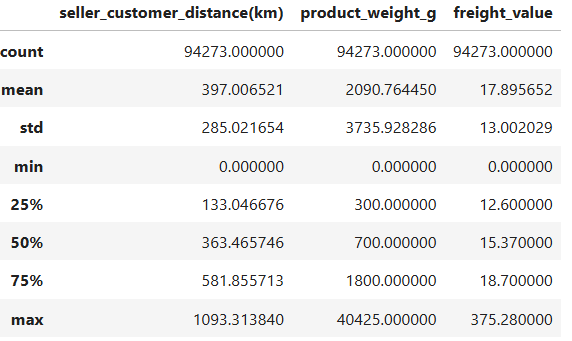 seller_customer_distance(km) product_weight_g freight_value
count 94273.000000 94273.000000 94273.000000
mean 397.006521 2090.764450 17.895652
std 285.021654 3735.928286 13.002029
min 0.000000 0.000000 0.000000
25% 133.046676 300.000000 12.600000
50% 363.465746 700.000000 15.370000
75% 581.855713 1800.000000 18.700000
max 1093.313840 40425.000000 375.280000